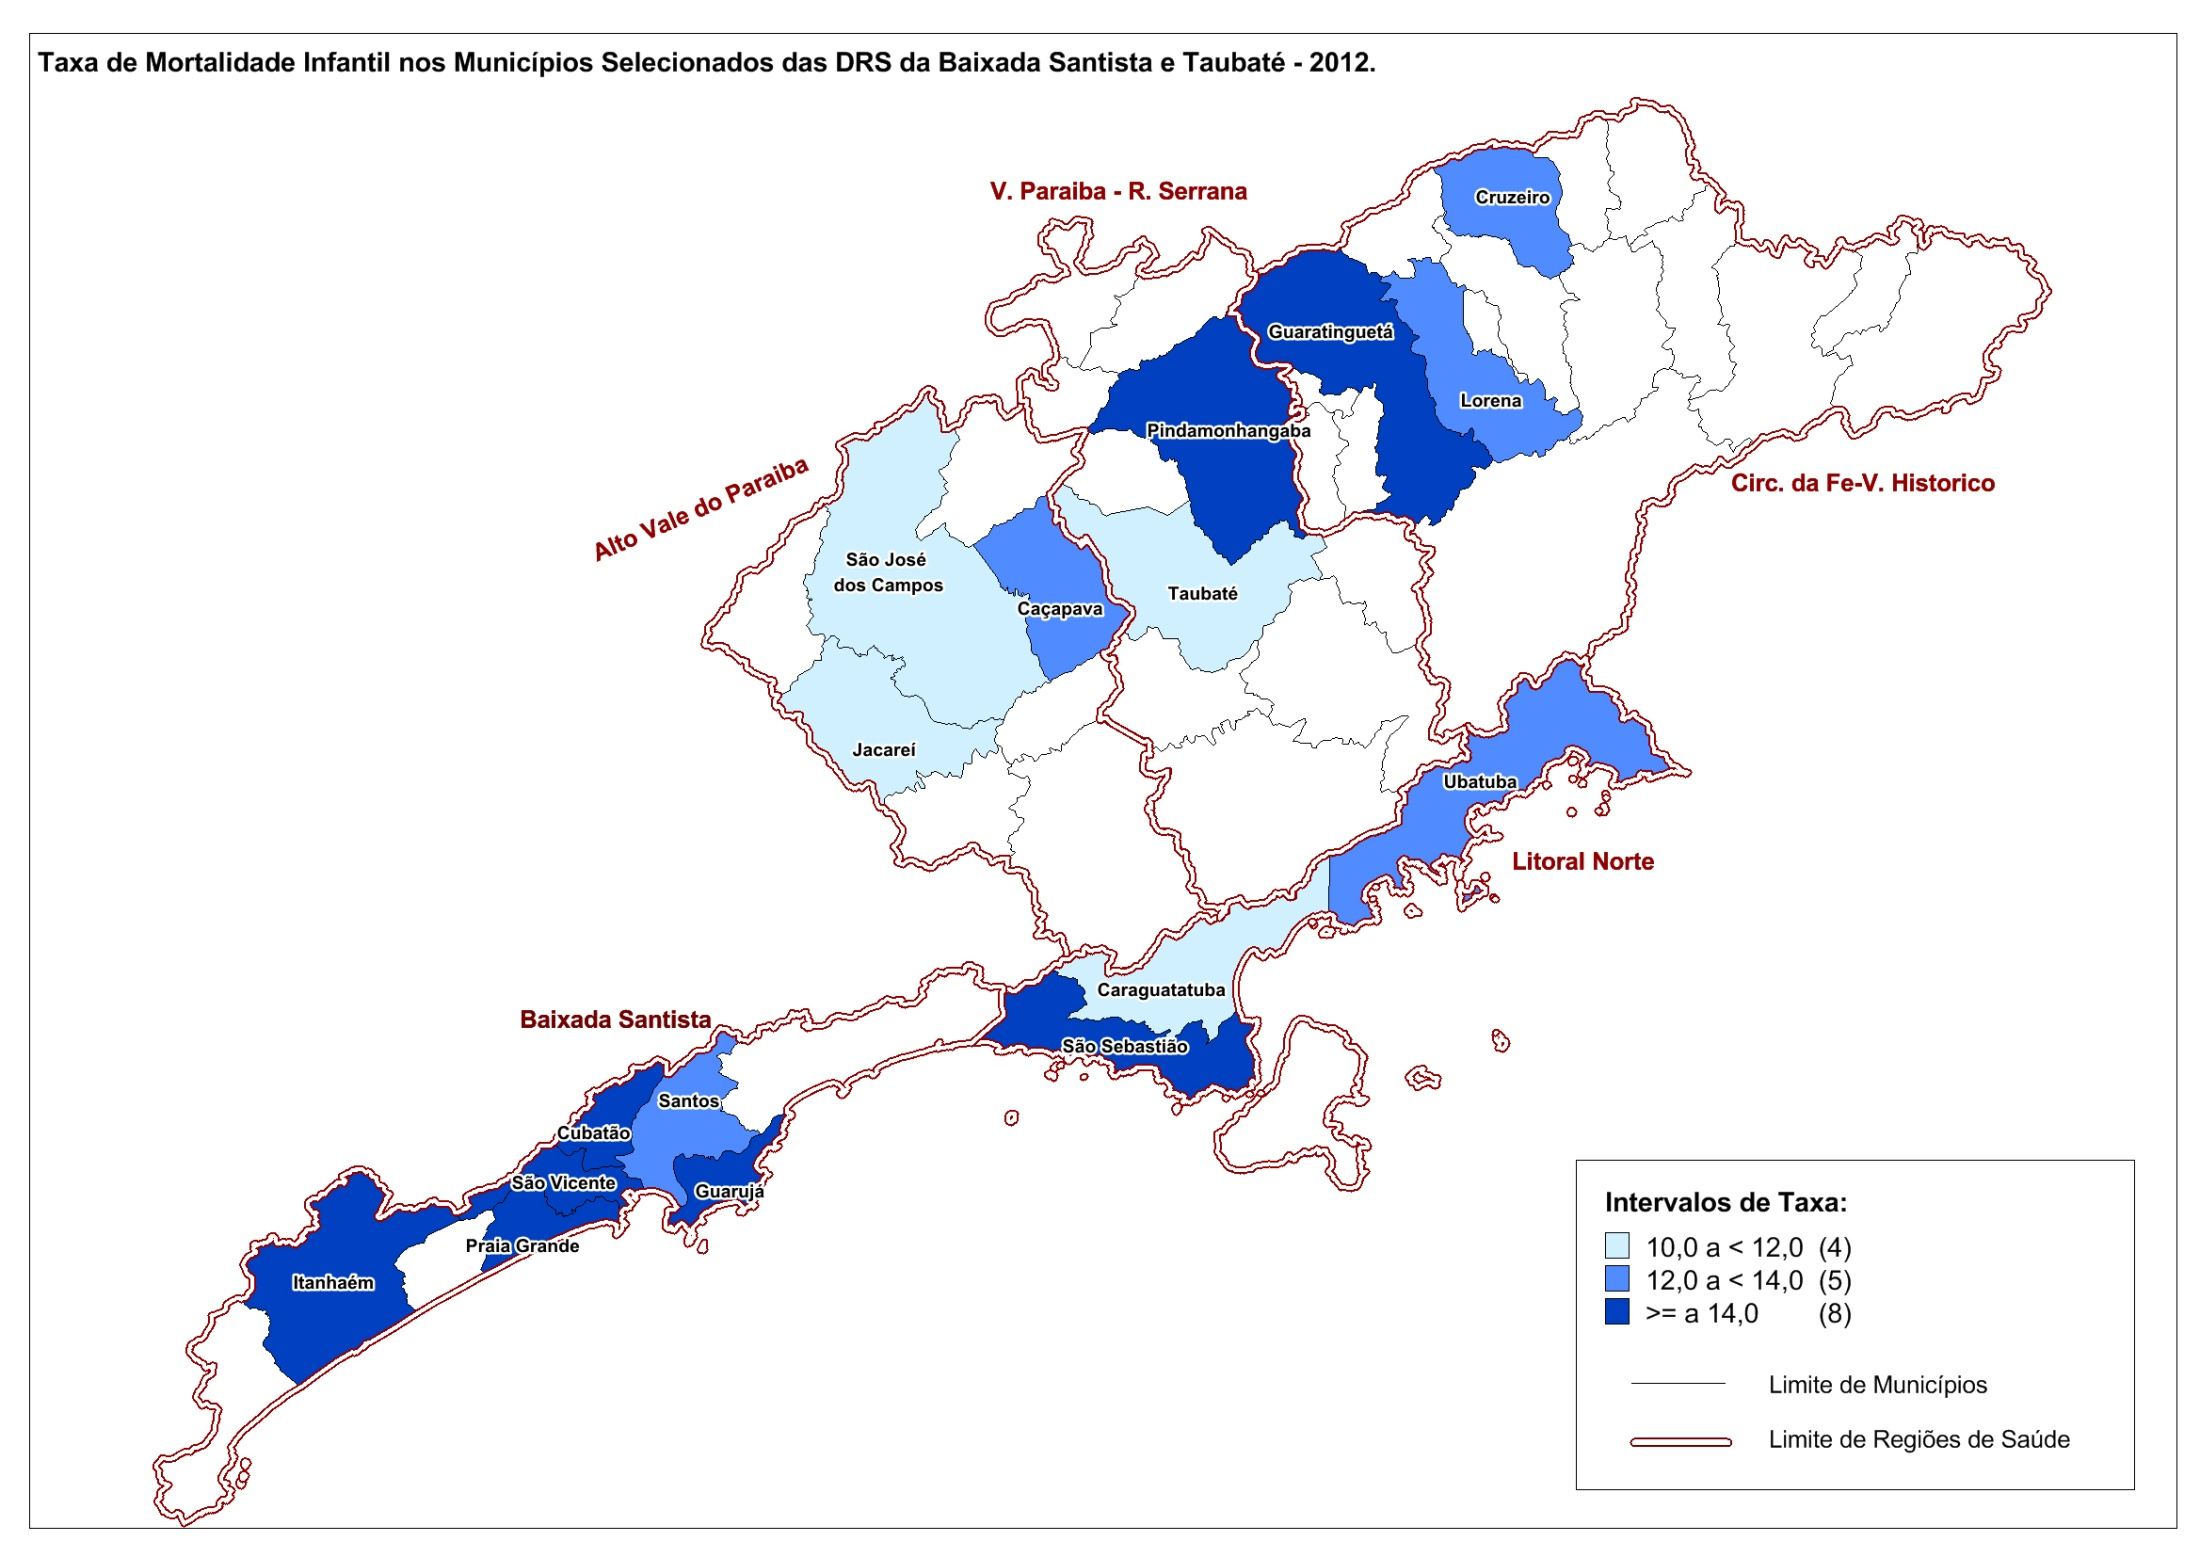 Taxa de Mortalidade Infantil nos Municípios Selecionados das DRS da Baixada Santista e Taubaté - 2012.
V. Paraiba - R. Serrana
Cruzeiro
Guaratinguetá
Lorena
Pindamonhangaba
Alto Vale do Paraiba
Circ. da Fe-V. Historico
São José
dos Campos
Caçapava
Taubaté
Jacareí
Ubatuba
Litoral Norte
Caraguatatuba
Baixada Santista
São Sebastião
Santos
Cubatão
São Vicente
Guarujá
Praia Grande
Itanhaém
Intervalos de Taxa:
10,0 a < 12,0 (4)
12,0 a < 14,0 (5)
>= a 14,0 (8)
Limite de Municípios
Limite de Regiões de Saúde